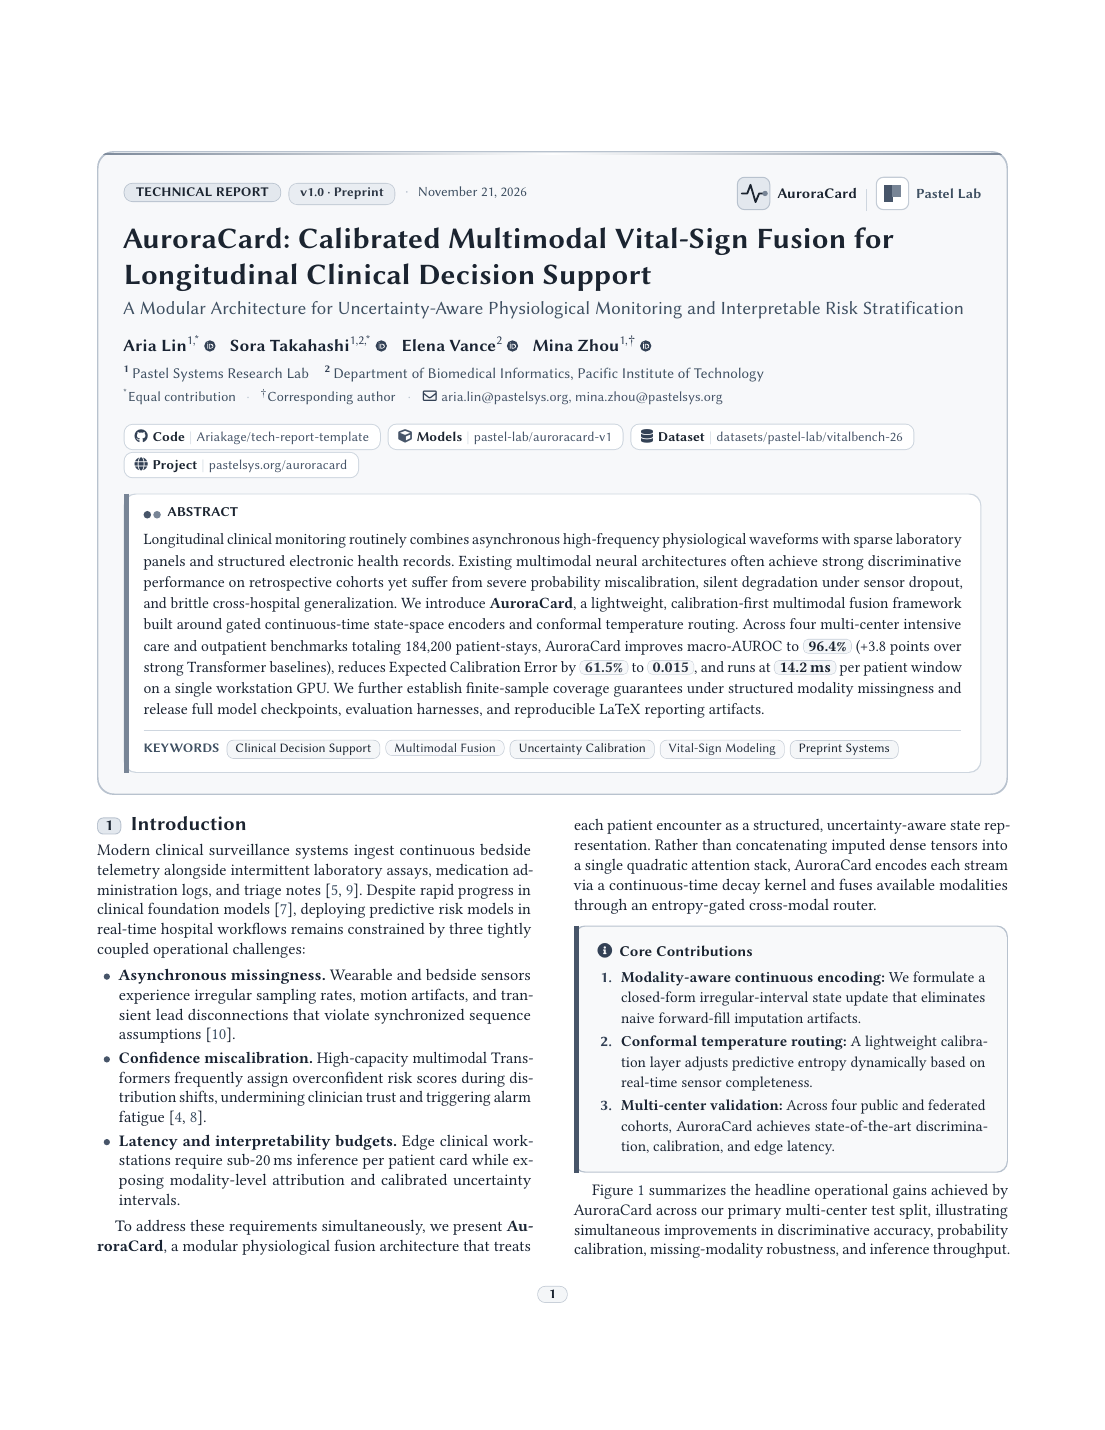 TECHNICAL REPORT v1.0 · Preprint · November 21, 2026
AuroraCard Pastel Lab
AuroraCard: Calibrated Multimodal Vital-Sign Fusion for
Longitudinal Clinical Decision Support
A Modular Architecture for Uncertainty-Aware Physiological Monitoring and Interpretable Risk Stratification
Aria Lin1,* Sora Takahashi1,2,* Elena Vance2 Mina Zhou1,†
1 Pastel Systems Research Lab 2 Department of Biomedical Informatics, Pacific Institute of Technology
*Equal contribution · †Corresponding author · aria.lin@pastelsys.org, mina.zhou@pastelsys.org
Code | Ariakage/tech-report-template Models | pastel-lab/auroracard-v1 Dataset | datasets/pastel-lab/vitalbench-26
Project | pastelsys.org/auroracard
ABSTRACT
Longitudinal clinical monitoring routinely combines asynchronous high-frequency physiological waveforms with sparse laboratory
panels and structured electronic health records. Existing multimodal neural architectures often achieve strong discriminative
performance on retrospective cohorts yet suffer from severe probability miscalibration, silent degradation under sensor dropout,
and brittle cross-hospital generalization. We introduce AuroraCard, a lightweight, calibration-first multimodal fusion framework
built around gated continuous-time state-space encoders and conformal temperature routing. Across four multi-center intensive
care and outpatient benchmarks totaling 184,200 patient-stays, AuroraCard improves macro-AUROC to 96.4% (+3.8 points over
strong Transformer baselines), reduces Expected Calibration Error by 61.5% to 0.015, and runs at 14.2 ms per patient window
on a single workstation GPU. We further establish finite-sample coverage guarantees under structured modality missingness and
release full model checkpoints, evaluation harnesses, and reproducible LaTeX reporting artifacts.
KEYWORDS Clinical Decision Support Multimodal Fusion Uncertainty Calibration Vital-Sign Modeling Preprint Systems
1 Introduction
Modern clinical surveillance systems ingest continuous bedside
telemetry alongside intermittent laboratory assays, medication ad-
ministration logs, and triage notes [5, 9]. Despite rapid progress in
clinical foundation models [7], deploying predictive risk models in
real-time hospital workflows remains constrained by three tightly
coupled operational challenges:
• Asynchronous missingness. Wearable and bedside sensors
experience irregular sampling rates, motion artifacts, and tran-
sient lead disconnections that violate synchronized sequence
assumptions [10].
• Confidence miscalibration. High-capacity multimodal Trans-
formers frequently assign overconfident risk scores during dis-
tribution shifts, undermining clinician trust and triggering alarm
fatigue [4, 8].
• Latency and interpretability budgets. Edge clinical work-
stations require sub-20 ms inference per patient card while ex-
posing modality-level attribution and calibrated uncertainty
intervals.
To address these requirements simultaneously, we present Au-
roraCard, a modular physiological fusion architecture that treats
each patient encounter as a structured, uncertainty-aware state rep-
resentation. Rather than concatenating imputed dense tensors into
a single quadratic attention stack, AuroraCard encodes each stream
via a continuous-time decay kernel and fuses available modalities
through an entropy-gated cross-modal router.
Core Contributions
1. Modality-aware continuous encoding: We formulate a
closed-form irregular-interval state update that eliminates
naive forward-fill imputation artifacts.
2. Conformal temperature routing: A lightweight calibra-
tion layer adjusts predictive entropy dynamically based on
real-time sensor completeness.
3. Multi-center validation: Across four public and federated
cohorts, AuroraCard achieves state-of-the-art discrimina-
tion, calibration, and edge latency.
Figure 1 summarizes the headline operational gains achieved by
AuroraCard across our primary multi-center test split, illustrating
simultaneous improvements in discriminative accuracy, probability
calibration, missing-modality robustness, and inference throughput.
1